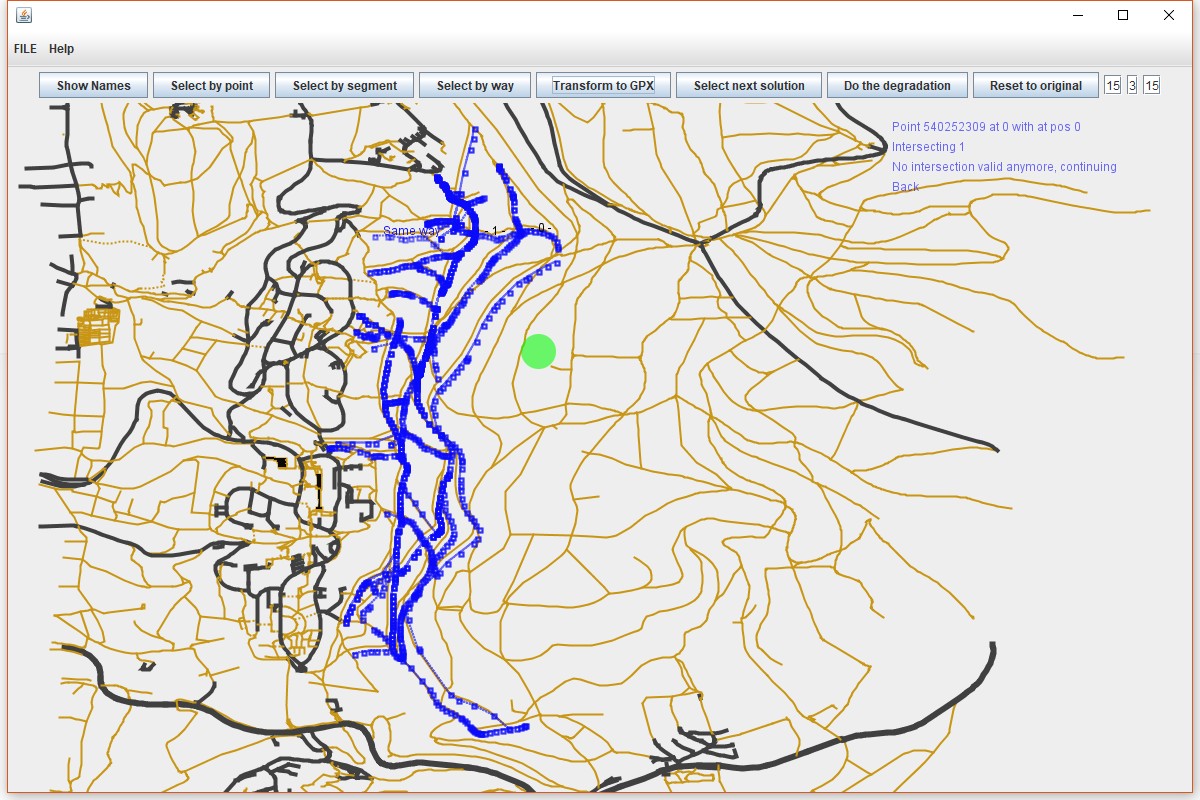 FILE Help
Show Names Select by point Select by segment Select by way Transform to GPX Select next solution Do the degradation Reset to original 15 3 15
Point 540252309 at 0 with at pos 0
Intersecting 1
No intersection valid anymore, continuing
Back
Same way - 1 - - 0 -